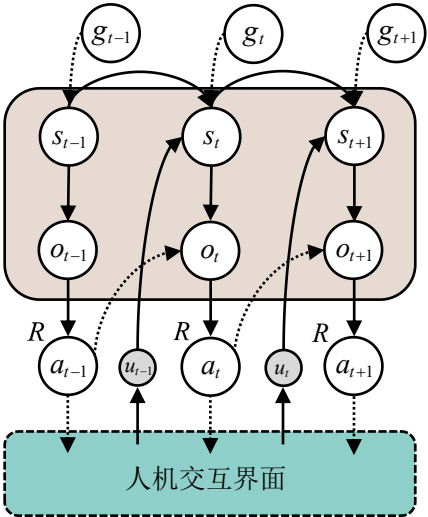 g_{t-1} g_t g_{t+1}
s_{t-1} s_t s_{t+1}
o_{t-1} o_t o_{t+1}
R R R
a_{t-1} u_{t-1} a_t u_t a_{t+1}
人机交互界面